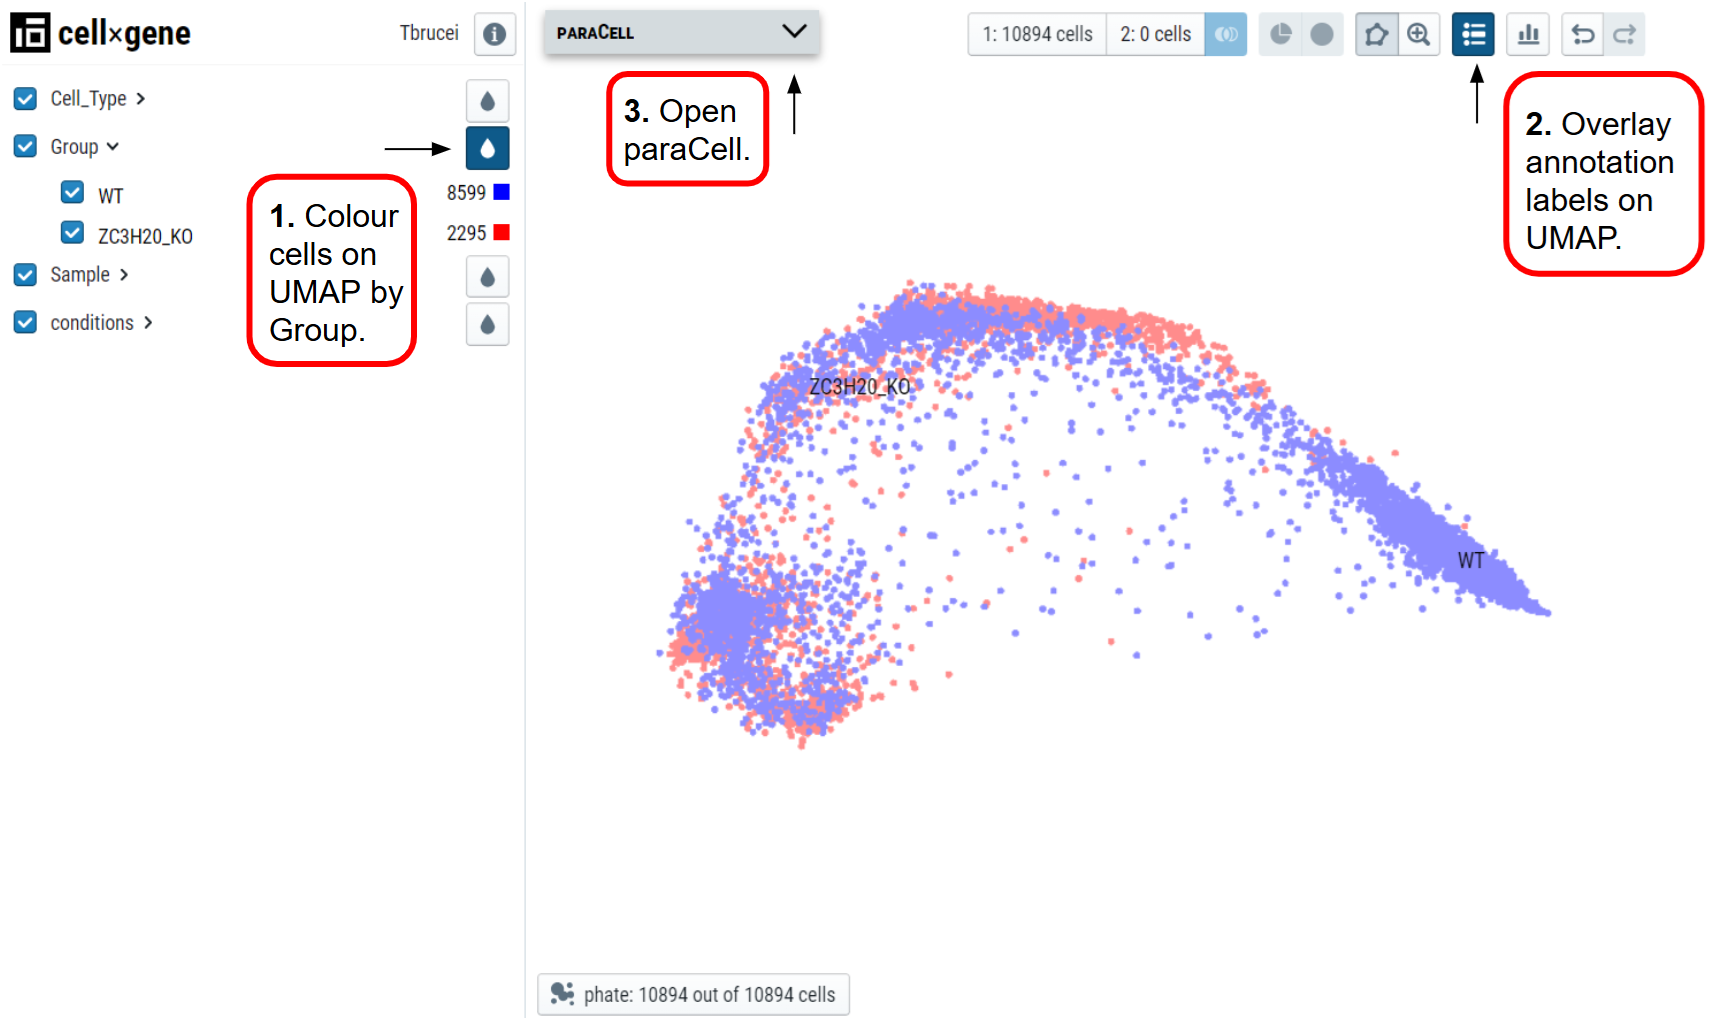 cell×gene
Tbrucei
PARACELL
1: 10894 cells
2: 0 cells
Cell_Type
Group
WT
8599
ZC3H20_KO
2295
Sample
conditions
1. Colour
cells on
UMAP by
Group.
3. Open
paraCell.
2. Overlay
annotation
labels on
UMAP.
ZC3H20_KO
WT
phate: 10894 out of 10894 cells